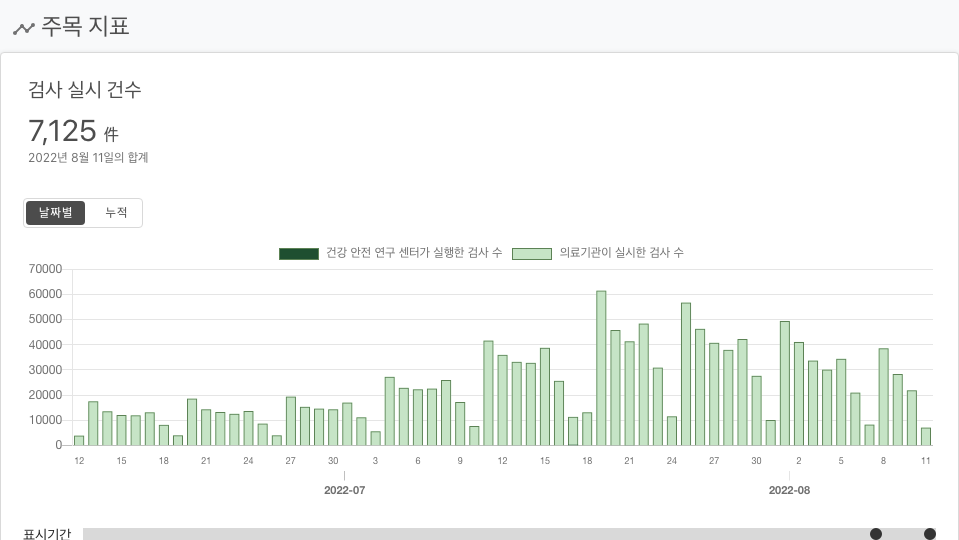 주목 지표
검사 실시 건수
7,125 件
2022년 8월 11일의 합계
날짜별 누적
건강 안전 연구 센터가 실행한 검사 수 의료기관이 실시한 검사 수
70000
60000
50000
40000
30000
20000
10000
0
12 15 18 21 24 27 30 3 6 9 12 15 18 21 24 27 30 2 5 8 11
2022-07 2022-08
표시기간